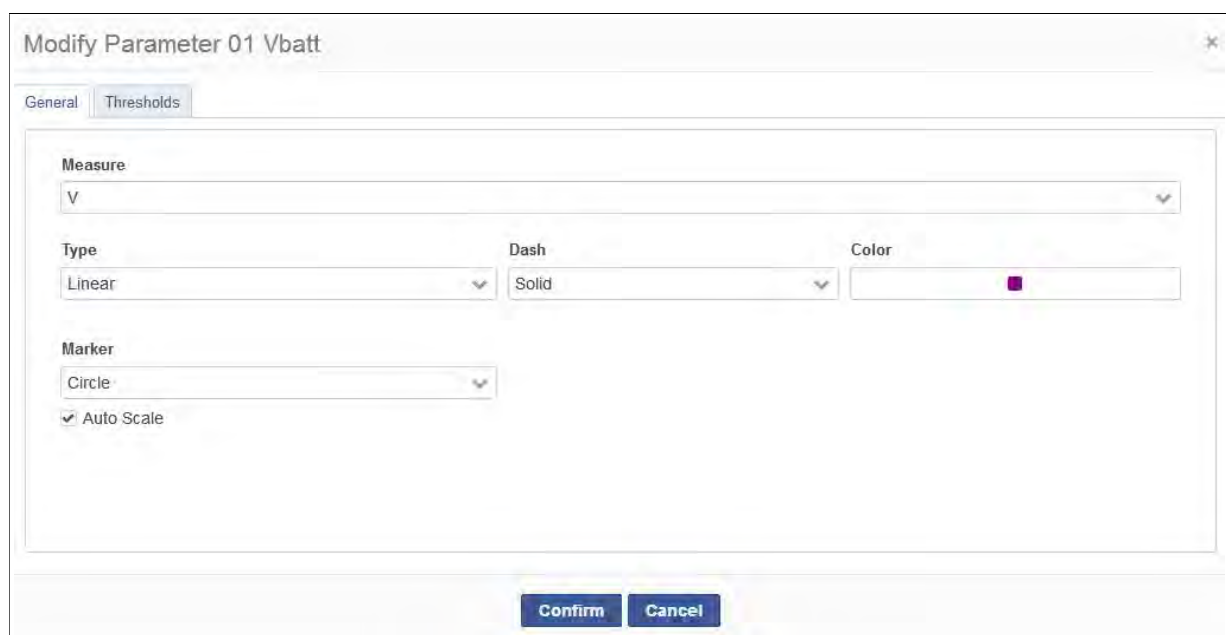 Modify Parameter 01 Vbatt
General Thresholds
Measure
V
Type Dash Color
Linear Solid
Marker
Circle
Auto Scale
Confirm Cancel